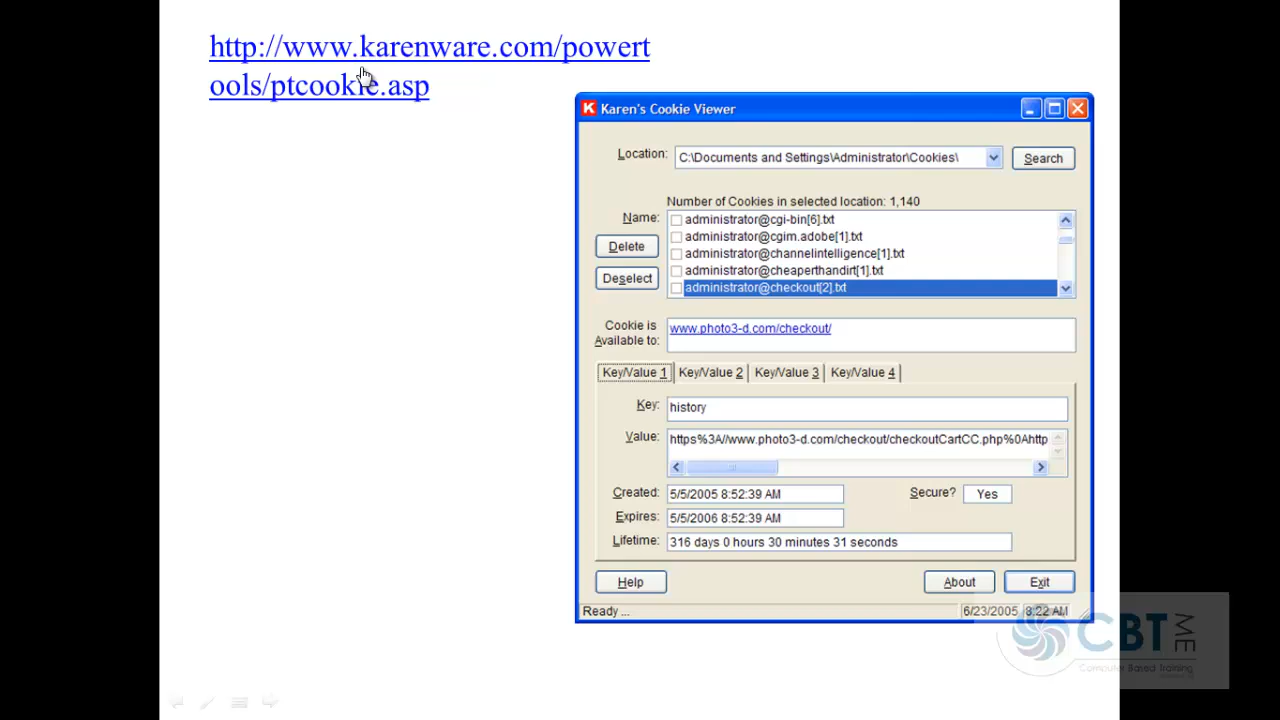 http://www.karenware.com/powert
ools/ptcookie.asp
Karen's Cookie Viewer
Location: C:\Documents and Settings\Administrator\Cookies\ Search
Number of Cookies in selected location: 1,140
Name: administrator@cgi-bin[6].txt
administrator@cgim.adobe[1].txt
Delete administrator@channelintelligence[1].txt
administrator@cheaperthandirt[1].txt
Deselect administrator@checkout[2].txt
Cookie is
Available to: www.photo3-d.com/checkout/
Key/Value 1 Key/Value 2 Key/Value 3 Key/Value 4
Key: history
Value: https%3A//www.photo3-d.com/checkout/checkoutCartCC.php%0Ahttp
Created: 5/5/2005 8:52:39 AM Secure? Yes
Expires: 5/5/2006 8:52:39 AM
Lifetime: 316 days 0 hours 30 minutes 31 seconds
Help About Exit
Ready ... 6/23/2005 8:22 AM
CBT ME
Computer Based Training